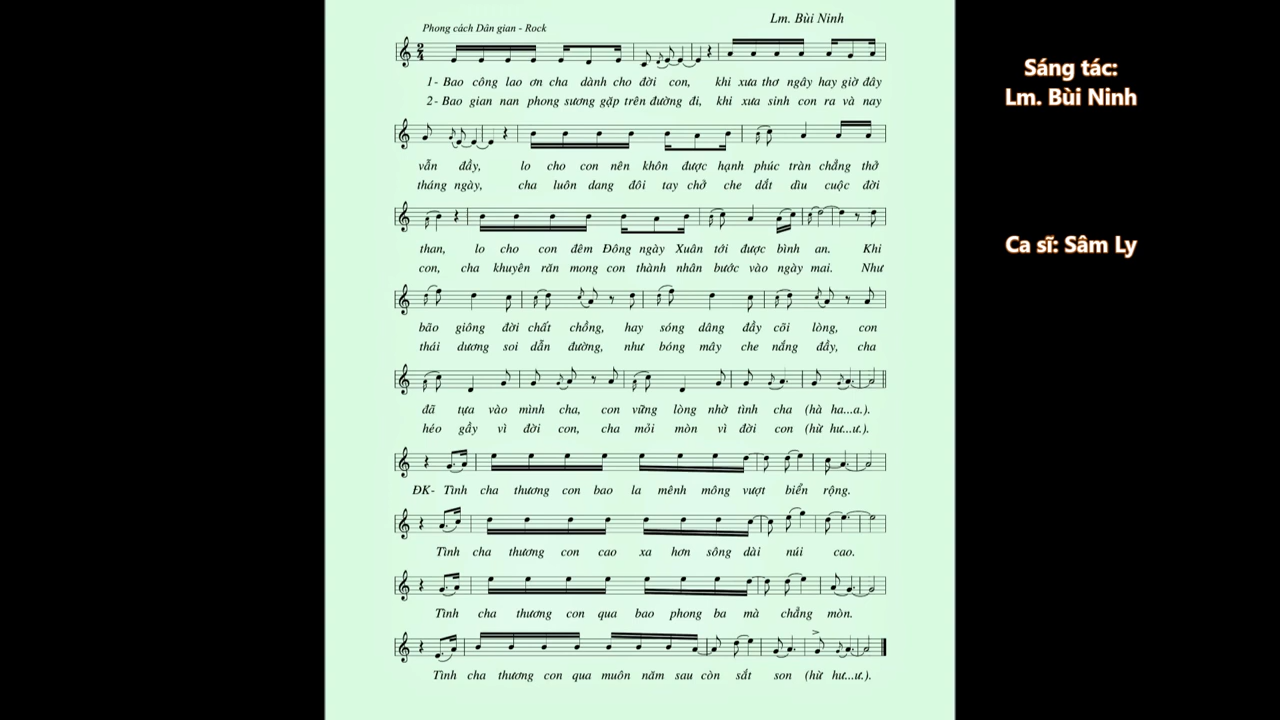 Lm. Bùi Ninh
Phong cách Dân gian - Rock
1- Bao công lao ơn cha dành cho đời con, khi xưa thơ ngây hay giờ đây
2- Bao gian nan phong sương gặp trên đường đi, khi xưa sinh con ra và nay
vẫn đầy, lo cho con nên khôn được hạnh phúc tràn chẳng thở
tháng ngày, cha luôn dang đôi tay chở che dắt dìu cuộc đời
than, lo cho con đêm Đông ngày Xuân tới được bình an. Khi
con, cha khuyên răn mong con thành nhân bước vào ngày mai. Như
bão giông đời chất chồng, hay sóng dâng đầy cõi lòng, con
thái dương soi dẫn đường, như bóng mây che nắng đầy, cha
đã tựa vào mình cha, con vững lòng nhờ tình cha (hà ha...a.).
héo gầy vì đời con, cha mỏi mòn vì đời con (hừ hư...ư.).
ĐK- Tình cha thương con bao la mênh mông vượt biển rộng.
Tình cha thương con cao xa hơn sông dài núi cao.
Tình cha thương con qua bao phong ba mà chẳng mòn.
Tình cha thương con qua muôn năm sau còn sắt son (hừ hư...ư.).
Sáng tác:
Lm. Bùi Ninh
Ca sĩ: Sâm Ly